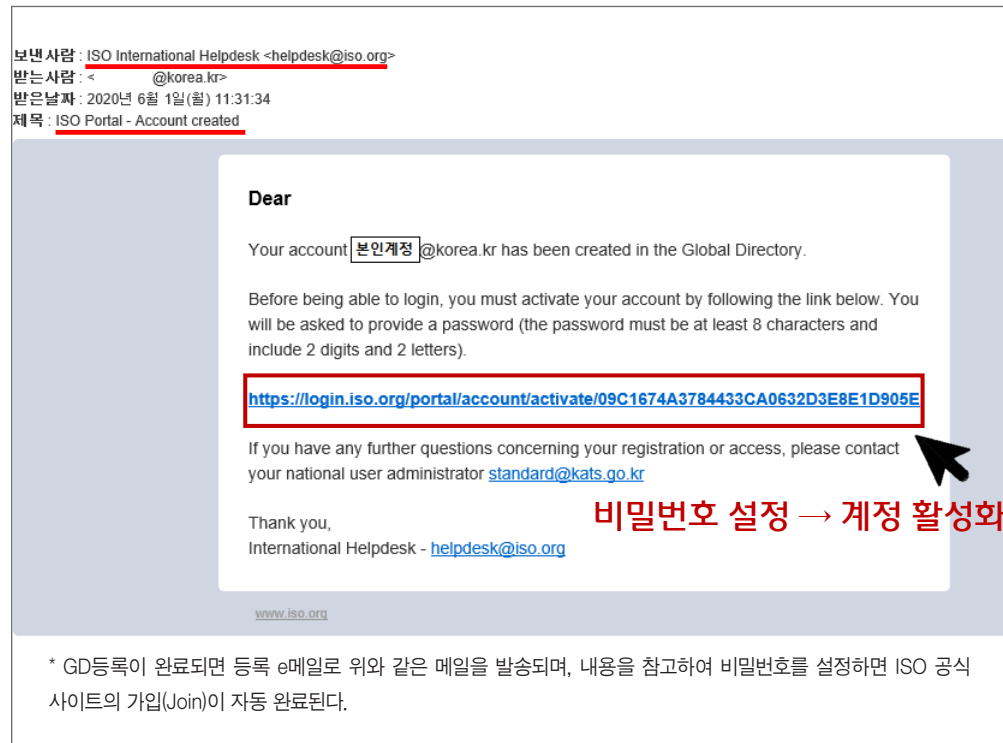 보낸사람 : ISO International Helpdesk <helpdesk@iso.org>
받는사람 : < @korea.kr>
받은날짜 : 2020년 6월 1일(월) 11:31:34
제목 : ISO Portal - Account created
Dear
Your account 본인계정 @korea.kr has been created in the Global Directory.
Before being able to login, you must activate your account by following the link below. You
will be asked to provide a password (the password must be at least 8 characters and
include 2 digits and 2 letters).
https://login.iso.org/portal/account/activate/09C1674A3784433CA0632D3E8E1D905E
If you have any further questions concerning your registration or access, please contact
your national user administrator standard@kats.go.kr
비밀번호 설정 → 계정 활성화
Thank you,
International Helpdesk - helpdesk@iso.org
www.iso.org
* GD등록이 완료되면 등록 e메일로 위와 같은 메일을 발송되며, 내용을 참고하여 비밀번호를 설정하면 ISO 공식
사이트의 가입(Join)이 자동 완료된다.